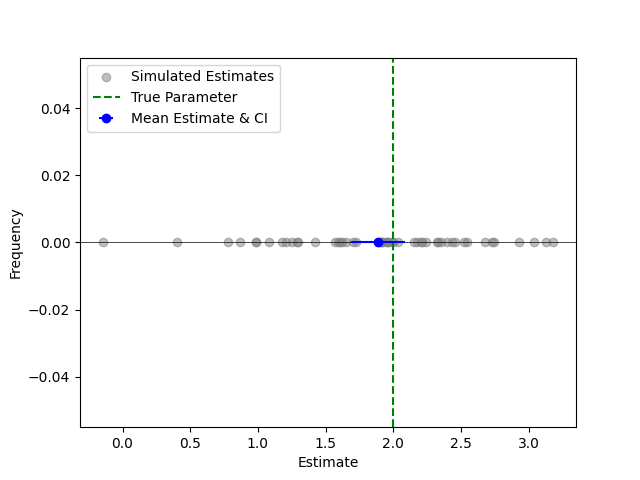 Simulated Estimates
True Parameter
Mean Estimate & CI
0.04
0.02
0.00
−0.02
−0.04
Frequency
0.0 0.5 1.0 1.5 2.0 2.5 3.0
Estimate